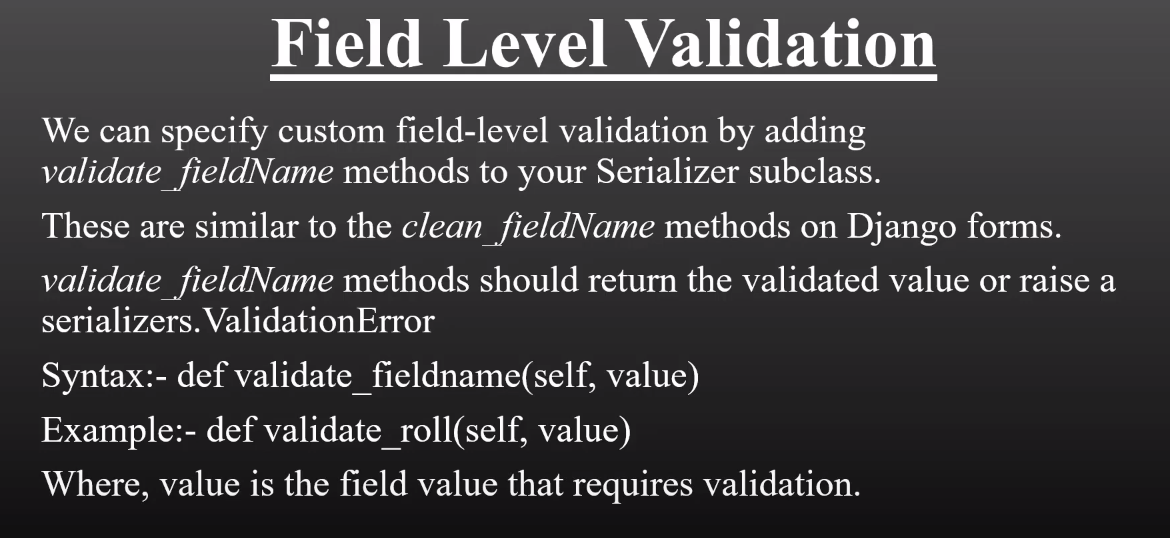 Field Level Validation
We can specify custom field-level validation by adding
validate_fieldName methods to your Serializer subclass.
These are similar to the clean_fieldName methods on Django forms.
validate_fieldName methods should return the validated value or raise a
serializers.ValidationError
Syntax:- def validate_fieldname(self, value)
Example:- def validate_roll(self, value)
Where, value is the field value that requires validation.